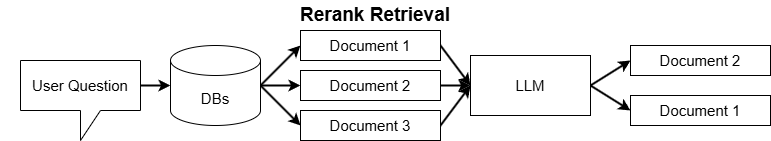 Rerank Retrieval
User Question
DBs
Document 1
Document 2
Document 3
LLM
Document 2
Document 1